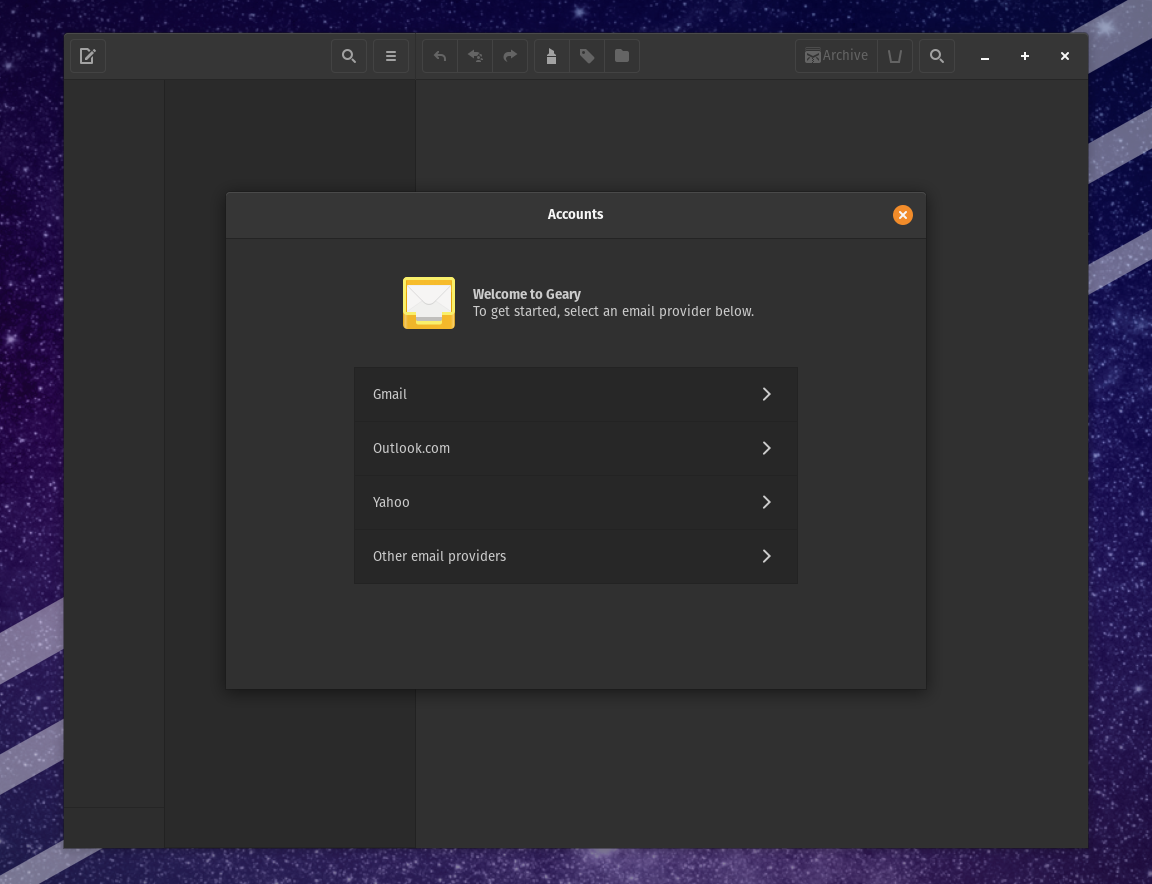 Archive
Accounts
Welcome to Geary
To get started, select an email provider below.
Gmail
Outlook.com
Yahoo
Other email providers